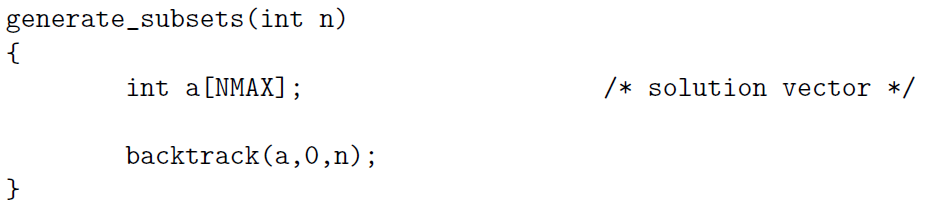 generate_subsets(int n)
{
int a[NMAX]; /* solution vector */
backtrack(a,0,n);
}